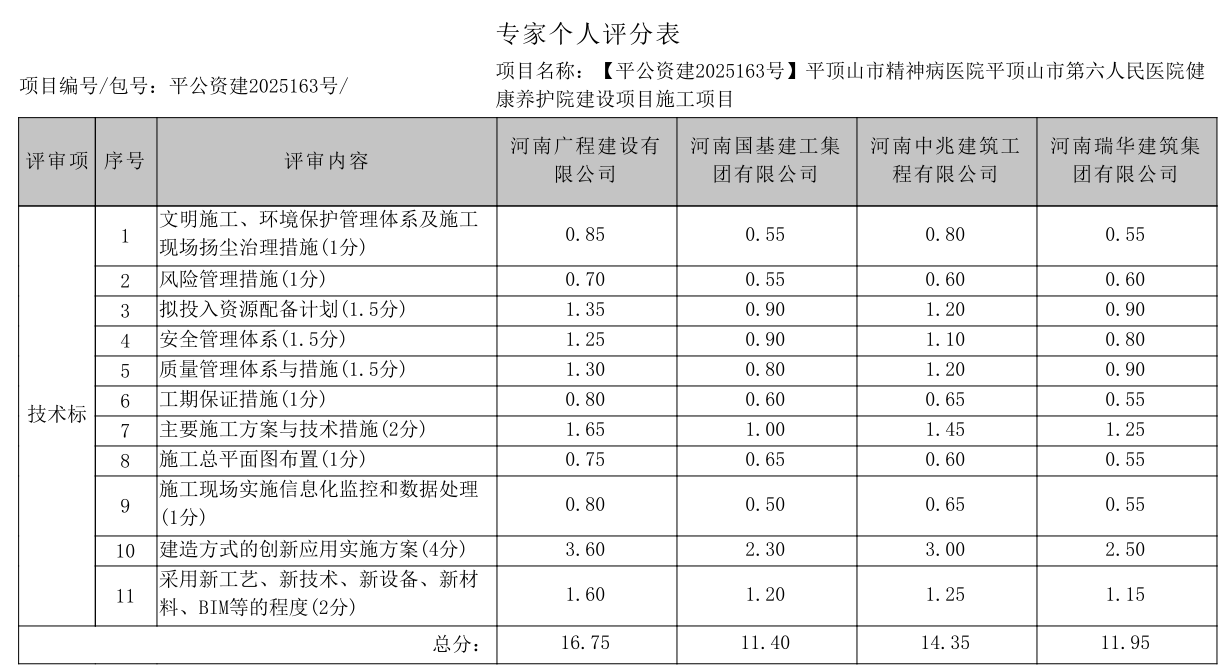 专家个人评分表
项目编号/包号：平公资建2025163号/
项目名称：【平公资建2025163号】平顶山市精神病医院平顶山市第六人民医院健
康养护院建设项目施工项目
评审项 序号 评审内容 河南广程建设有限公司 河南国基建工集团有限公司 河南中兆建筑工程有限公司 河南瑞华建筑集团有限公司
技术标
1 文明施工、环境保护管理体系及施工
现场扬尘治理措施(1分) 0.85 0.55 0.80 0.55
2 风险管理措施(1分) 0.70 0.55 0.60 0.60
3 拟投入资源配备计划(1.5分) 1.35 0.90 1.20 0.90
4 安全管理体系(1.5分) 1.25 0.90 1.10 0.80
5 质量管理体系与措施(1.5分) 1.30 0.80 1.20 0.90
6 工期保证措施(1分) 0.80 0.60 0.65 0.55
7 主要施工方案与技术措施(2分) 1.65 1.00 1.45 1.25
8 施工总平面图布置(1分) 0.75 0.65 0.60 0.55
9 施工现场实施信息化监控和数据处理
(1分) 0.80 0.50 0.65 0.55
10 建造方式的创新应用实施方案(4分) 3.60 2.30 3.00 2.50
11 采用新工艺、新技术、新设备、新材
料、BIM等的程度(2分) 1.60 1.20 1.25 1.15
总分： 16.75 11.40 14.35 11.95